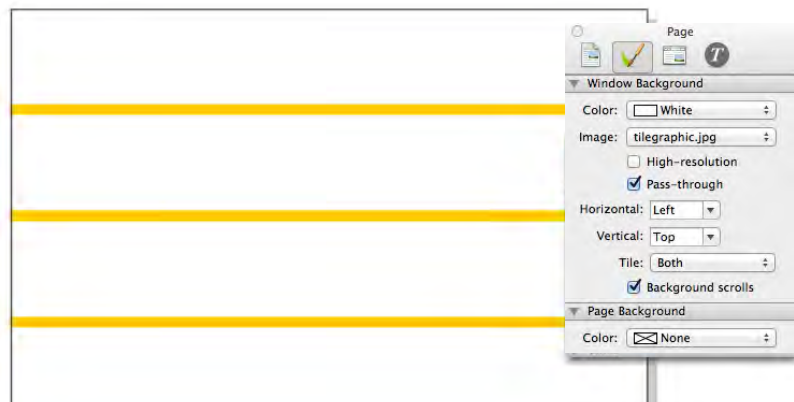 Page
T
Window Background
Color: White
Image: tilegraphic.jpg
High-resolution
Pass-through
Horizontal: Left
Vertical: Top
Tile: Both
Background scrolls
Page Background
Color: None